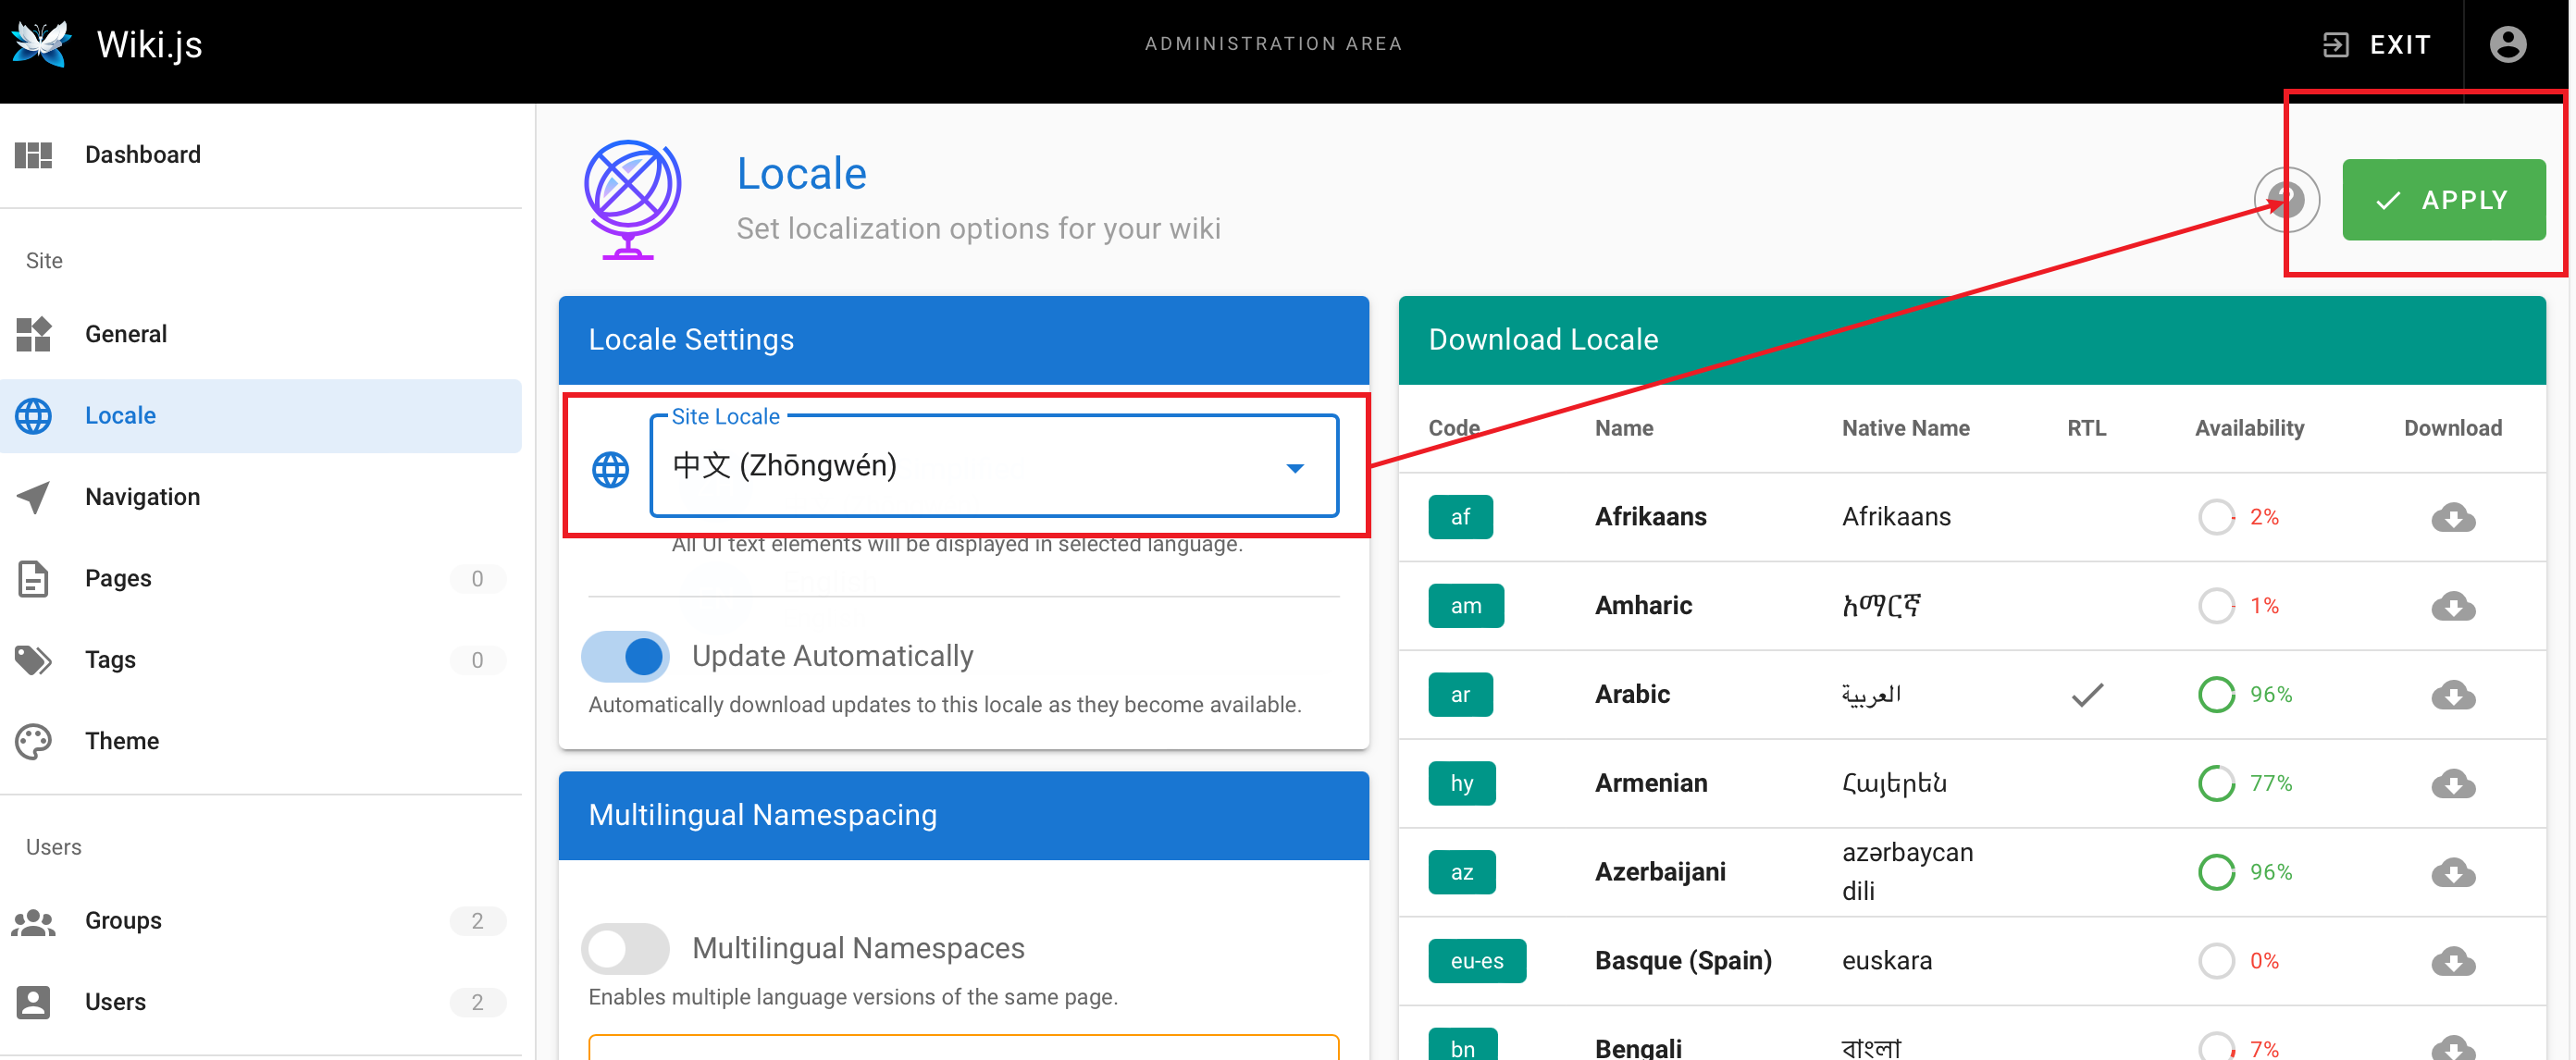 Wiki.js
ADMINISTRATION AREA
EXIT
Dashboard
Site
General
Locale
Navigation
Pages 0
Tags 0
Theme
Users
Groups 2
Users 2
Locale
Set localization options for your wiki
APPLY
Locale Settings
Site Locale
中文 (Zhōngwén)
All UI text elements will be displayed in selected language.
English
Update Automatically
Automatically download updates to this locale as they become available.
Multilingual Namespacing
Multilingual Namespaces
Enables multiple language versions of the same page.
Download Locale
Code Name Native Name RTL Availability Download
af Afrikaans Afrikaans 2%
am Amharic አማርኛ 1%
ar Arabic العربية 96%
hy Armenian Հայերեն 77%
az Azerbaijani azərbaycan
dili 96%
eu-es Basque (Spain) euskara 0%
bn Bengali বাংলা 7%